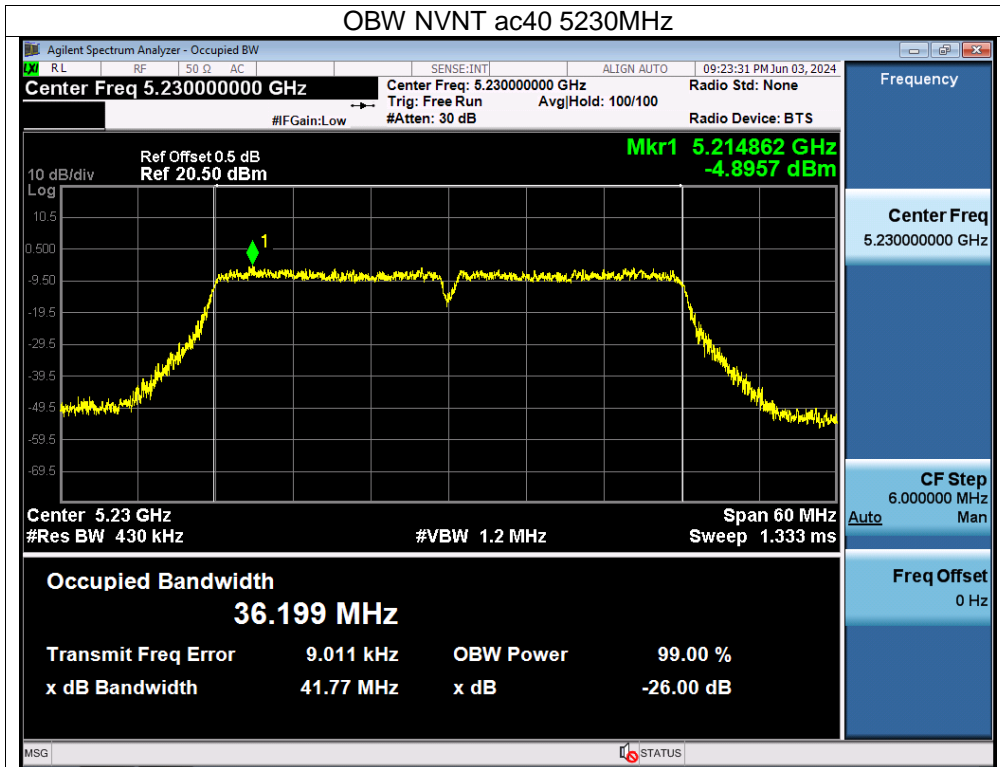 OBW NVNT ac40 5230MHz
Agilent Spectrum Analyzer - Occupied BW
LXI RL RF 50 Ω AC SENSE:INT ALIGN AUTO 09:23:31 PM Jun 03, 2024
Center Freq 5.230000000 GHz Center Freq: 5.230000000 GHz Radio Std: None
Trig: Free Run Avg|Hold: 100/100
#IFGain:Low #Atten: 30 dB Radio Device: BTS
Frequency
Ref Offset 0.5 dB Mkr1 5.214862 GHz
10 dB/div Ref 20.50 dBm -4.8957 dBm
Log
10.5
0.500
-9.50
-19.5
-29.5
-39.5
-49.5
-59.5
-69.5
1
Center 5.23 GHz Span 60 MHz
#Res BW 430 kHz #VBW 1.2 MHz Sweep 1.333 ms
Center Freq
5.230000000 GHz
CF Step
6.000000 MHz
Auto Man
Freq Offset
0 Hz
Occupied Bandwidth
36.199 MHz
Transmit Freq Error 9.011 kHz OBW Power 99.00 %
x dB Bandwidth 41.77 MHz x dB -26.00 dB
MSG STATUS